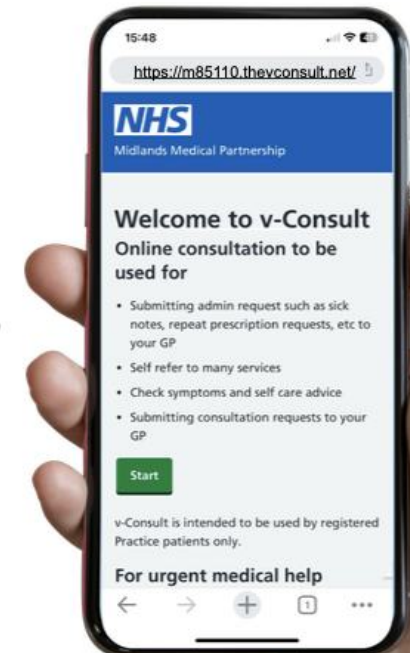 15:48
https://m85110.thevconsult.net/
NHS
Midlands Medical Partnership
Welcome to v-Consult
Online consultation to be
used for
• Submitting admin request such as sick
notes, repeat prescription requests, etc to
your GP
• Self refer to many services
• Check symptoms and self care advice
• Submitting consultation requests to your
GP
Start
v-Consult is intended to be used by registered
Practice patients only.
For urgent medical help
1